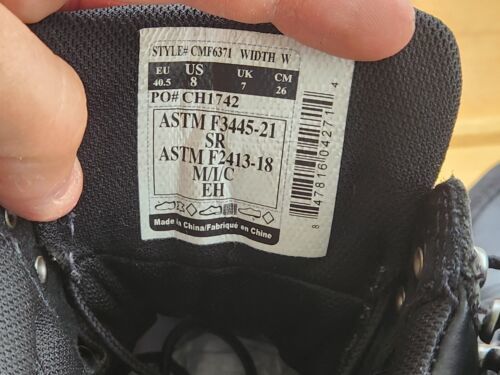 STYLE# CMF6371 WIDTH W
EU US UK CM
40.5 8 7 26
PO# CH1742
ASTM F3445-21
SR
ASTM F2413-18
M/I/C
EH
Made in China/Fabriqué en Chine
8 47816 04271 4